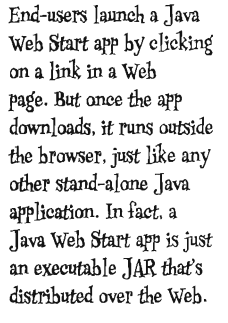 End-users launch a Java
Web Start app by clicking
on a link in a Web
page. But once the app
downloads, it runs outside
the browser, just like any
other stand-alone Java
application. In fact, a
Java Web Start app is just
an executable JAR that's
distributed over the Web.